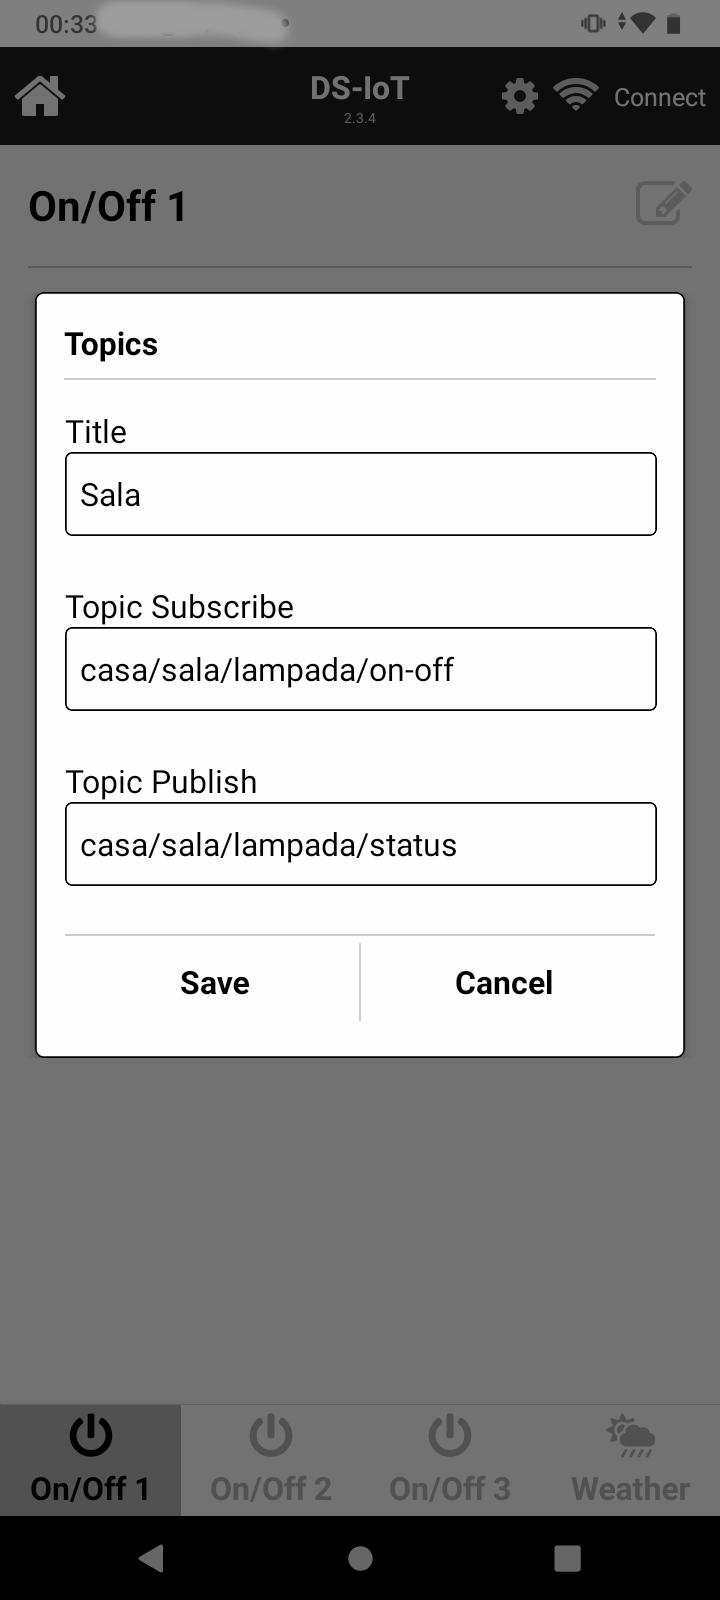 00:33
DS-IoT
2.3.4
Connect
On/Off 1
Topics
Title
Sala
Topic Subscribe
casa/sala/lampada/on-off
Topic Publish
casa/sala/lampada/status
Save
Cancel
On/Off 1
On/Off 2
On/Off 3
Weather